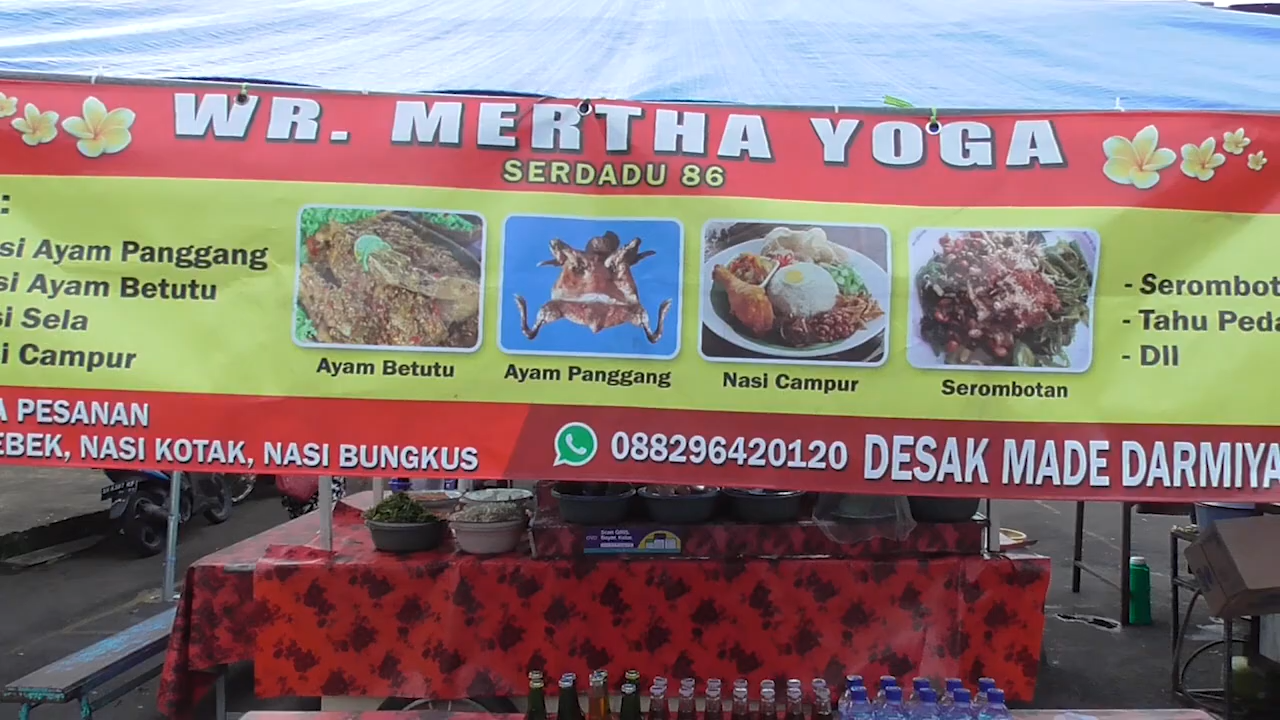 WR. MERTHA YOGA
SERDADU 86
:
si Ayam Panggang
si Ayam Betutu
si Sela
i Campur
Ayam Betutu
Ayam Panggang
Nasi Campur
Serombotan
- Serombot
- Tahu Peda
- Dll
A PESANAN
EBEK, NASI KOTAK, NASI BUNGKUS
088296420120
DESAK MADE DARMIYA